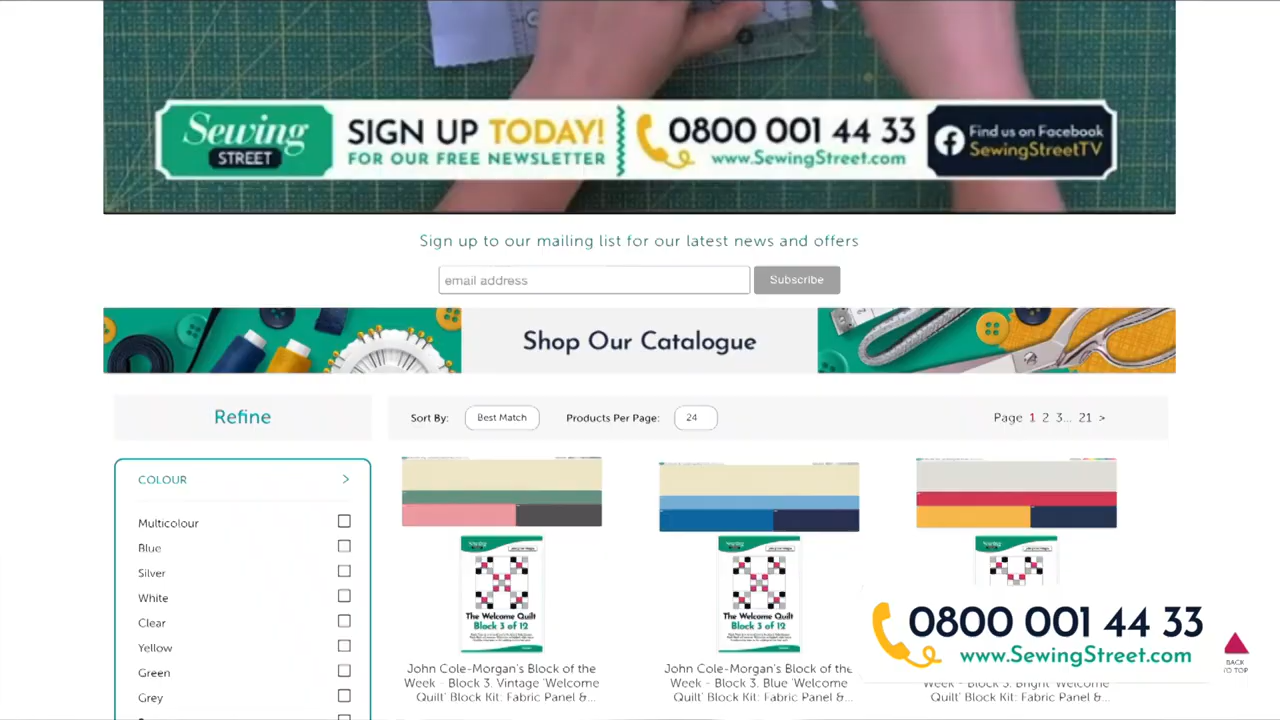 Sewing
STREET
SIGN UP TODAY!
FOR OUR FREE NEWSLETTER
0800 001 44 33
www.SewingStreet.com
Find us on Facebook
SewingStreetTV
Sign up to our mailing list for our latest news and offers
email address
Subscribe
Shop Our Catalogue
Refine
Sort By:
Best Match
Products Per Page:
24
Page 1 2 3... 21 >
COLOUR
Multicolour
Blue
Silver
White
Clear
Yellow
Green
Grey
The Welcome Quilt
Block 3 of 12
John Cole-Morgan's Block of the
Week - Block 3. Vintage 'Welcome
Quilt' Block Kit: Fabric Panel &...
The Welcome Quilt
Block 3 of 12
John Cole-Morgan's Block of the
Week - Block 3. Blue 'Welcome
Quilt' Block Kit: Fabric Panel &...
Week - Block 3. Bright 'Welcome
Quilt' Block Kit: Fabric Panel &...
0800 001 44 33
www.SewingStreet.com
BACK
TO TOP